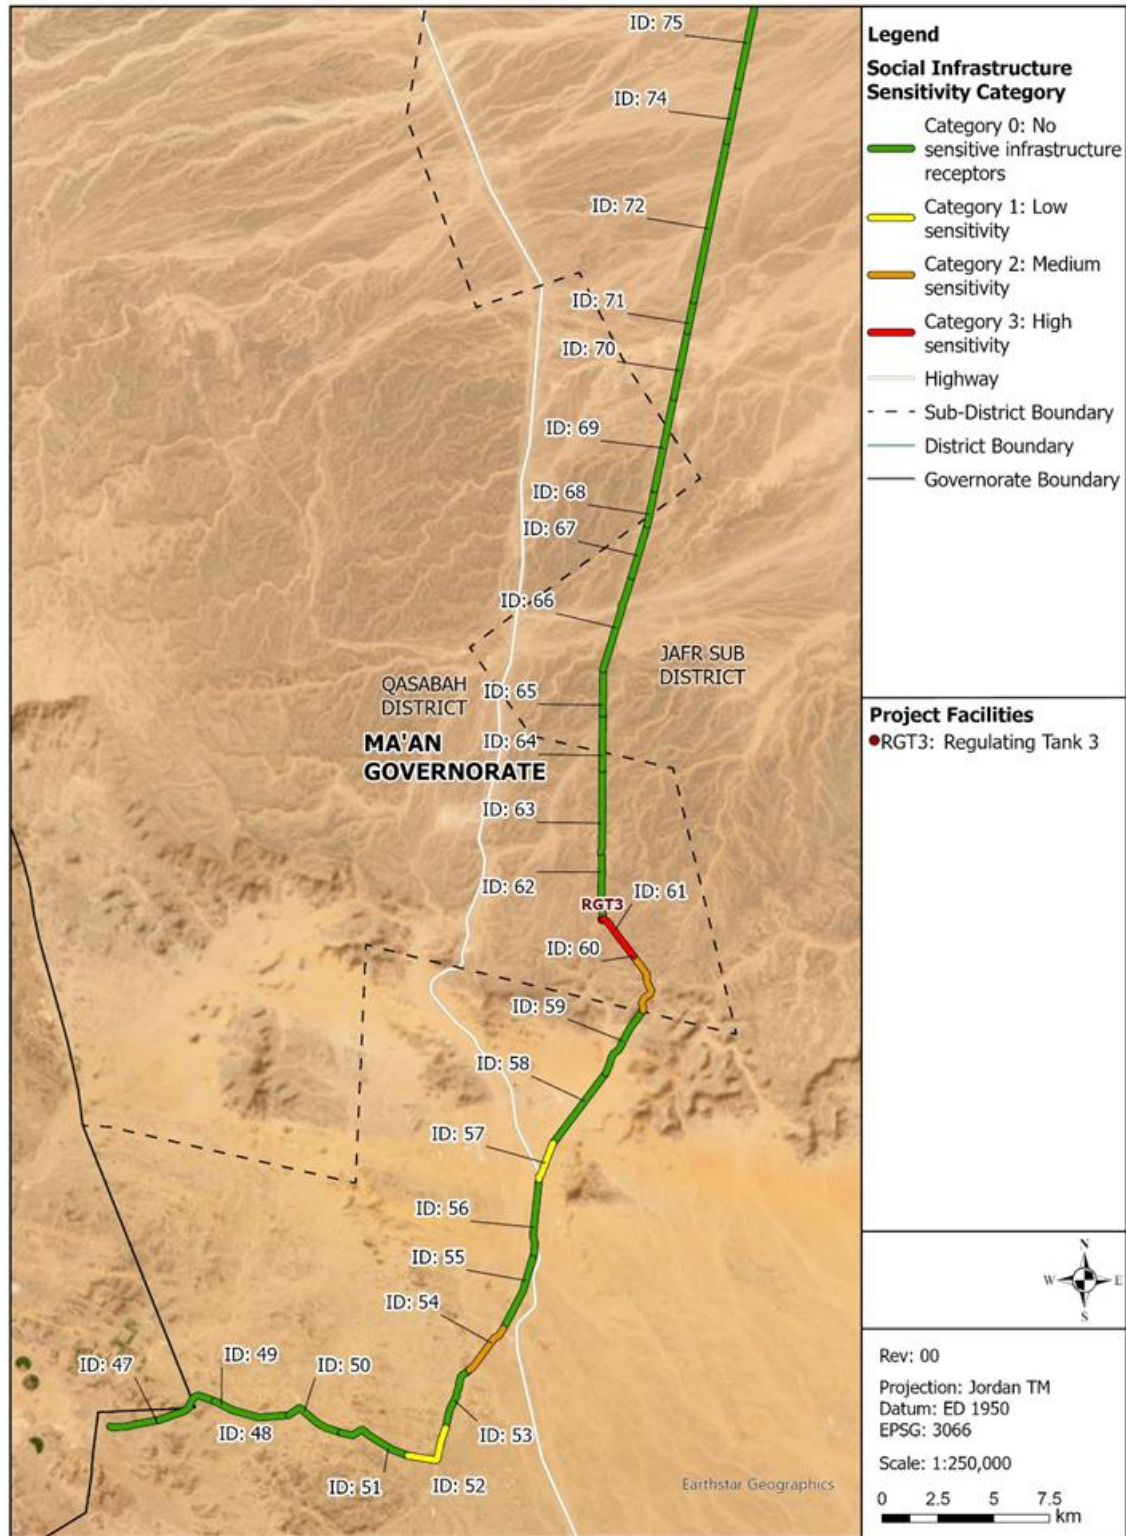 ID: 75
ID: 74
ID: 72
ID: 71
ID: 70
ID: 69
ID: 68
ID: 67
ID: 66
JAFR SUB
DISTRICT
QASABAH
DISTRICT
ID: 65
MA'AN
GOVERNORATE
ID: 64
ID: 63
ID: 62
ID: 61
RGT3
ID: 60
ID: 59
ID: 58
ID: 57
ID: 56
ID: 55
ID: 54
ID: 47
ID: 49
ID: 50
ID: 48
ID: 53
ID: 51
ID: 52
Earthstar Geographics
Legend
Social Infrastructure
Sensitivity Category
Category 0: No
sensitive infrastructure
receptors
Category 1: Low
sensitivity
Category 2: Medium
sensitivity
Category 3: High
sensitivity
Highway
Sub-District Boundary
District Boundary
Governorate Boundary
Project Facilities
RGT3: Regulating Tank 3
N
W E
S
Rev: 00
Projection: Jordan TM
Datum: ED 1950
EPSG: 3066
Scale: 1:250,000
0 2.5 5 7.5
km